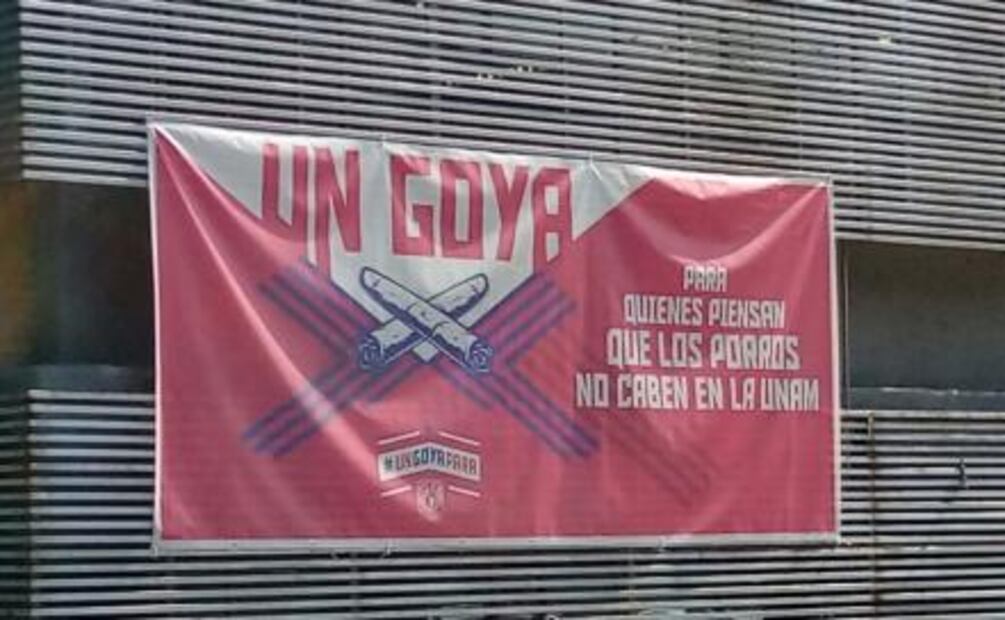 UN GOYA
PARA
QUIENES PIENSAN
QUE LOS PORROS
NO CABEN EN LA UNAM
#UNGOYAPARA